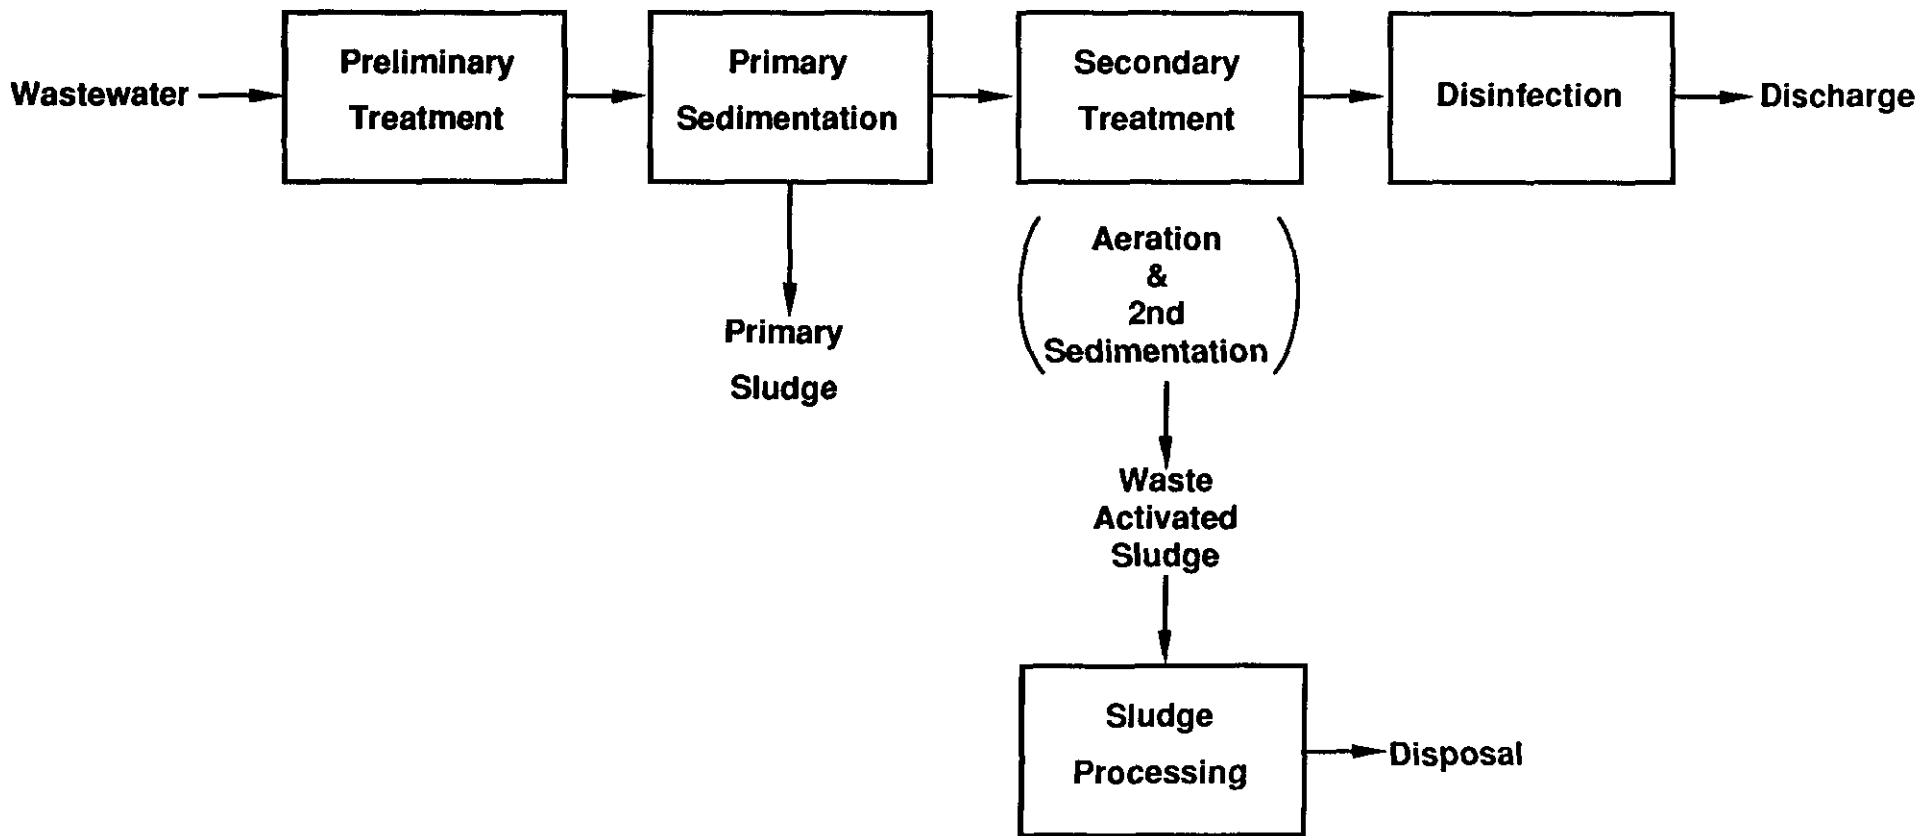 Wastewater
Preliminary
Treatment
Primary
Sedimentation
Secondary
Treatment
Disinfection
Discharge
Aeration
&
2nd
Sedimentation
Primary
Sludge
Waste
Activated
Sludge
Sludge
Processing
Disposal